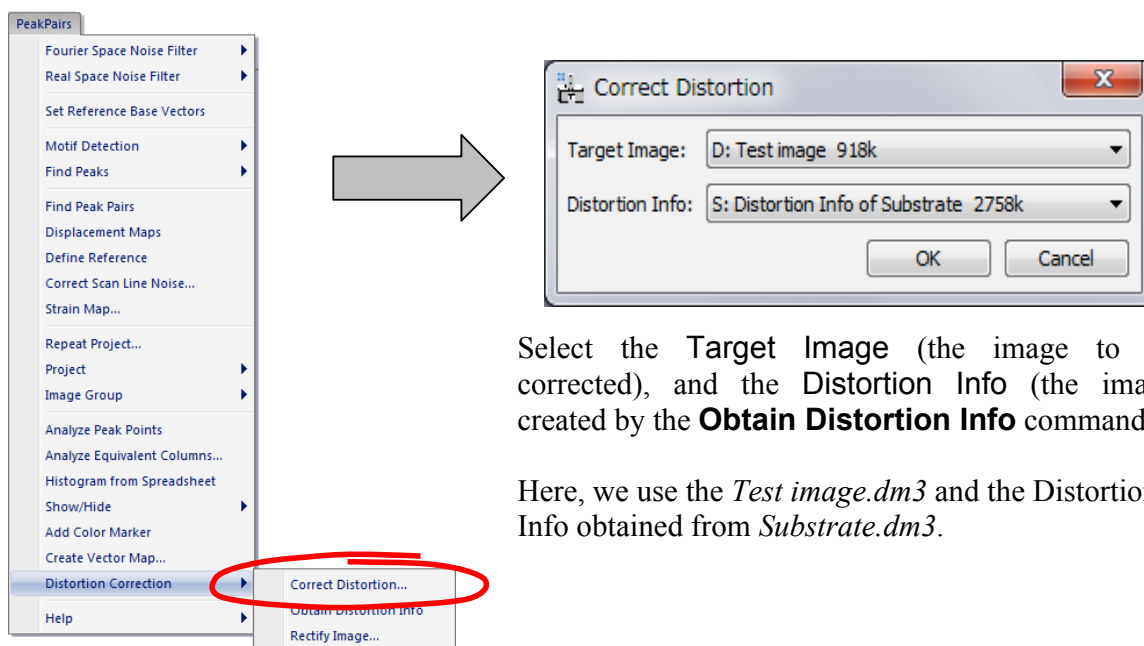 PeakPairs
Fourier Space Noise Filter
Real Space Noise Filter
Set Reference Base Vectors
Motif Detection
Find Peaks
Find Peak Pairs
Displacement Maps
Define Reference
Correct Scan Line Noise...
Strain Map...
Repeat Project...
Project
Image Group
Analyze Peak Points
Analyze Equivalent Columns...
Histogram from Spreadsheet
Show/Hide
Add Color Marker
Create Vector Map...
Distortion Correction
Help
Correct Distortion...
Obtain Distortion Info
Rectify Image...
Correct Distortion
Target Image: D: Test image 918k
Distortion Info: S: Distortion Info of Substrate 2758k
OK Cancel
Select the Target Image (the image to
corrected), and the Distortion Info (the ima
created by the Obtain Distortion Info command
Here, we use the Test image.dm3 and the Distortion
Info obtained from Substrate.dm3.